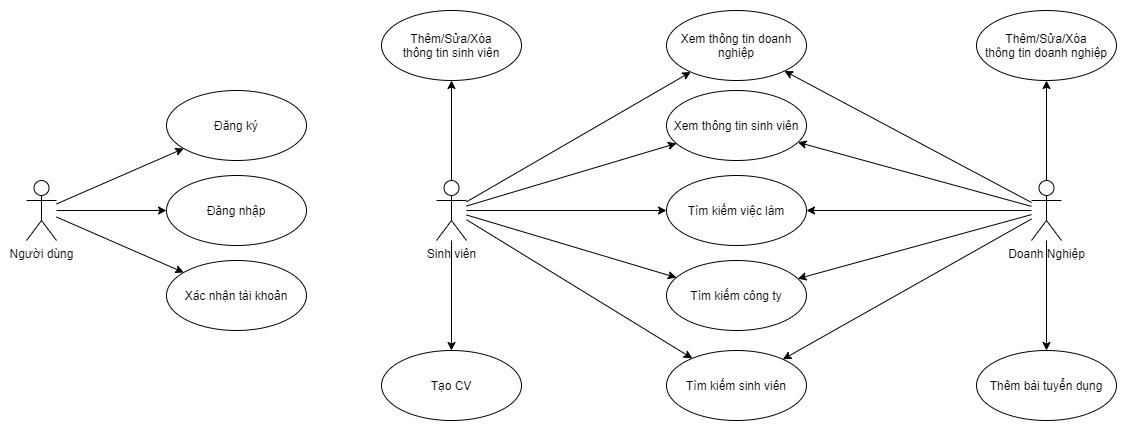 Đăng ký
Đăng nhập
Xác nhận tài khoản
Người dùng
Thêm/Sửa/Xóa
thông tin sinh viên
Sinh viên
Tạo CV
Xem thông tin doanh
nghiệp
Xem thông tin sinh viên
Tìm kiếm việc làm
Tìm kiếm công ty
Tìm kiếm sinh viên
Thêm/Sửa/Xóa
thông tin doanh nghiệp
Doanh Nghiệp
Thêm bài tuyển dụng